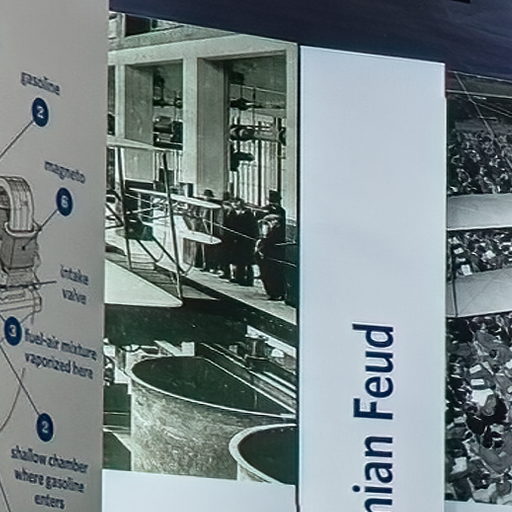 gasoline
2
magneto
6
intake
valve
3
fuel-air mixture
vaporized here
2
shallow chamber
where gasoline
enters
nian Feud